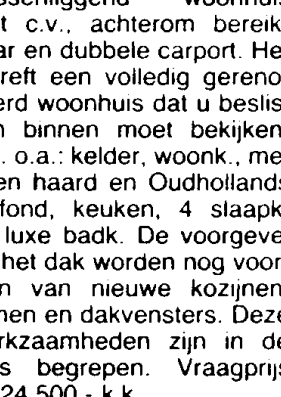 ssenliggend woonhuis
t c.v., achterom bereik
ar en dubbele carport. He
reft een volledig gereno
erd woonhuis dat u beslis
n binnen moet bekijken
. o.a.: kelder, woonk., me
en haard en Oudhollands
fond, keuken, 4 slaapk
luxe badk. De voorgeve
het dak worden nog voor
n van nieuwe kozijnen
men en dakvensters. Deze
rkzaamheden zijn in de
s begrepen. Vraagprijs
24.500,- k.k.